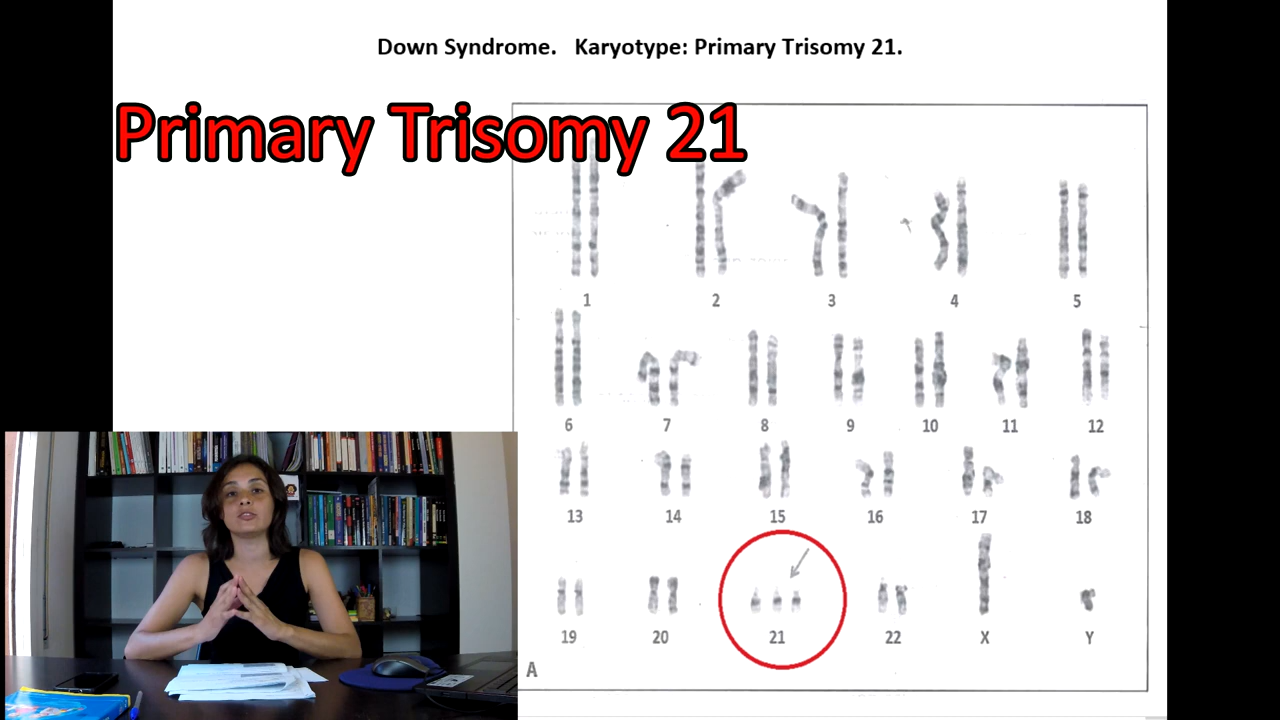 Down Syndrome. Karyotype: Primary Trisomy 21.
Primary Trisomy 21
1 2 3 4 5
6 7 8 9 10 11 12
13 14 15 16 17 18
19 20 21 22 X Y
A